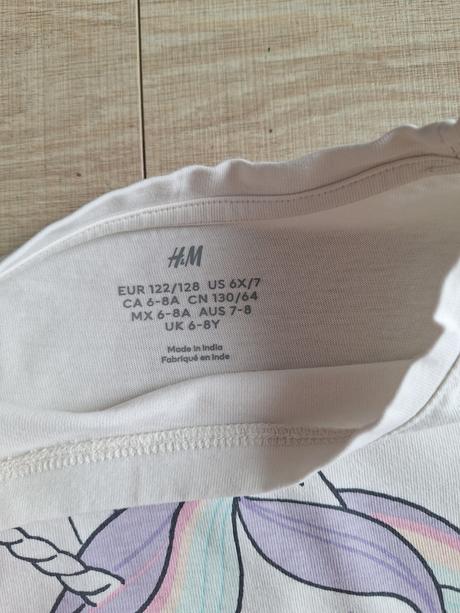 H&M
EUR 122/128 US 6X/7
CA 6-8A CN 130/64
MX 6-8A AUS 7-8
UK 6-8Y
Made in India
Fabriqué en Inde